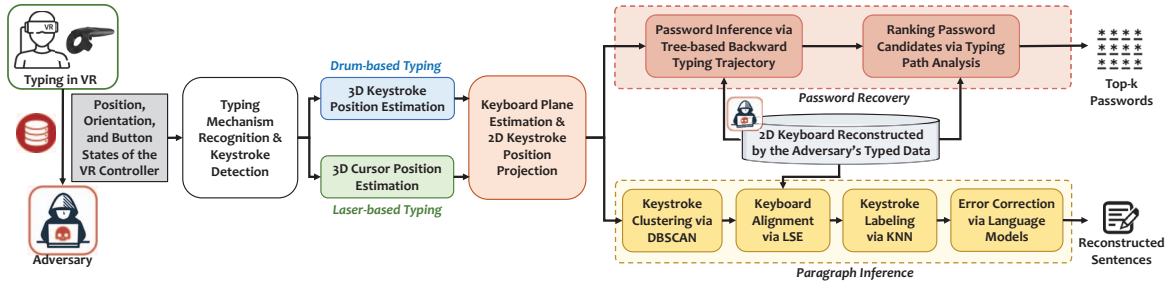 VR
Typing in VR
Position,
Orientation,
and Button
States of the
VR Controller
Adversary
Typing
Mechanism
Recognition &
Keystroke
Detection
Drum-based Typing
3D Keystroke
Position Estimation
3D Cursor Position
Estimation
Laser-based Typing
Keyboard Plane
Estimation &
2D Keystroke
Position
Projection
Password Inference via
Tree-based Backward
Typing Trajectory
Ranking Password
Candidates via Typing
Path Analysis
Password Recovery
* * * *
* * * *
* * * *
Top-k
Passwords
2D Keyboard Reconstructed
by the Adversary's Typed Data
Keystroke
Clustering via
DBSCAN
Keyboard
Alignment
via LSE
Keystroke
Labeling
via KNN
Error Correction
via Language
Models
Paragraph Inference
Reconstructed
Sentences